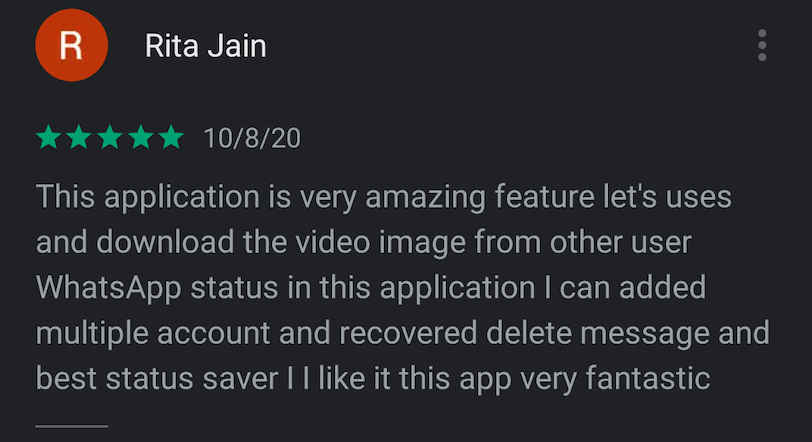 R
Rita Jain
10/8/20
This application is very amazing feature let's uses
and download the video image from other user
WhatsApp status in this application I can added
multiple account and recovered delete message and
best status saver I I like it this app very fantastic